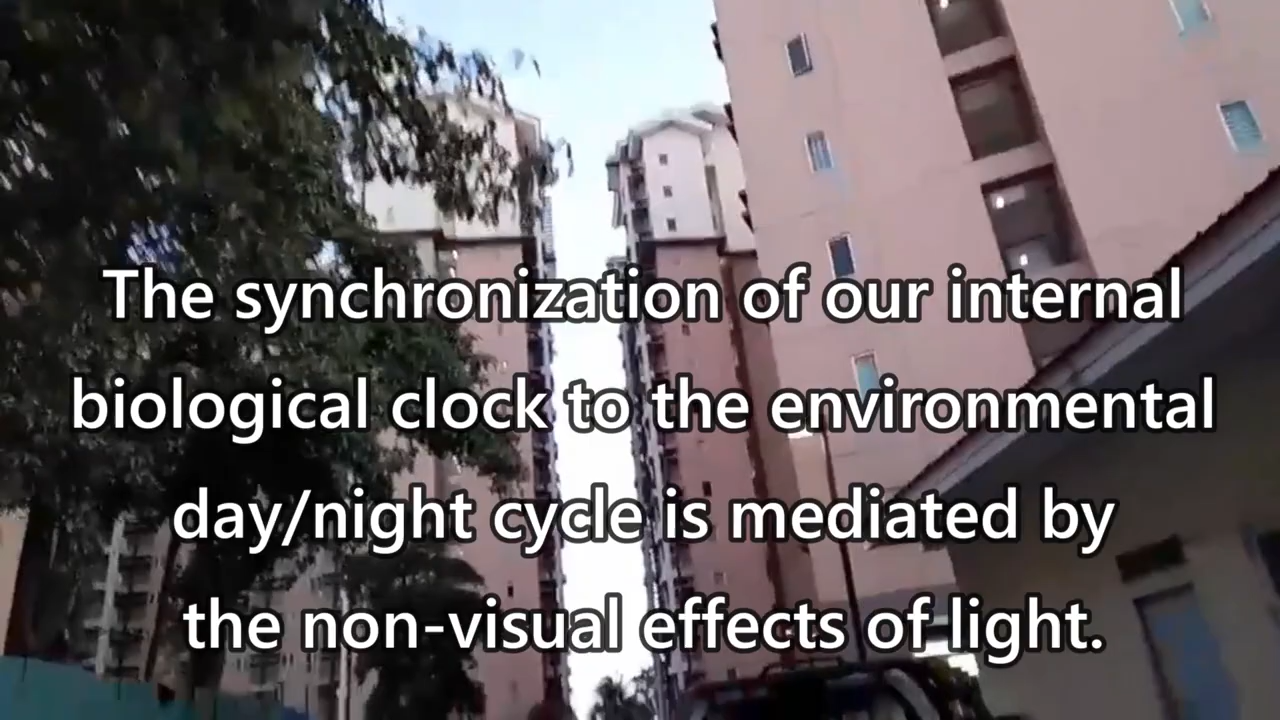 The synchronization of our internal
biological clock to the environmental
day/night cycle is mediated by
the non-visual effects of light.